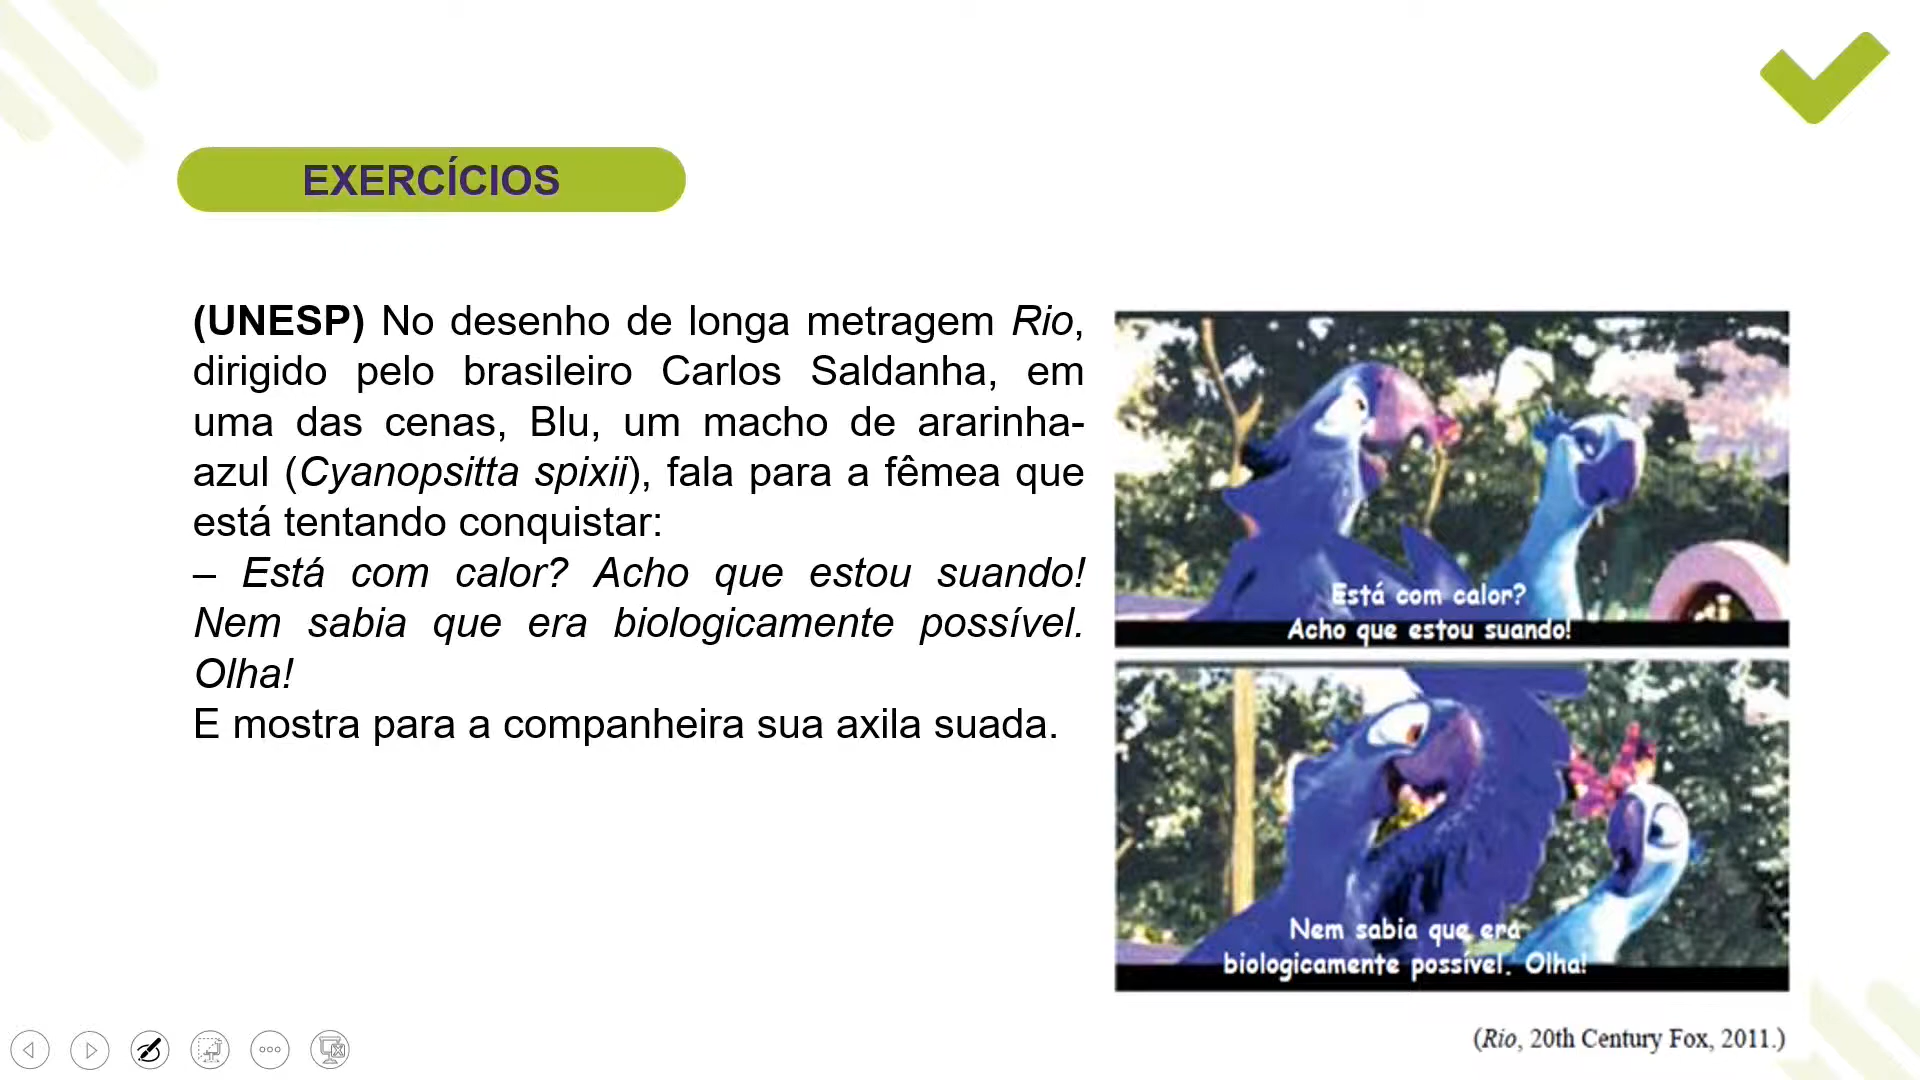 EXERCÍCIOS
(UNESP) No desenho de longa metragem Rio,
dirigido pelo brasileiro Carlos Saldanha, em
uma das cenas, Blu, um macho de ararinha-
azul (Cyanopsitta spixii), fala para a fêmea que
está tentando conquistar:
– Está com calor? Acho que estou suando!
Nem sabia que era biologicamente possível.
Olha!
E mostra para a companheira sua axila suada.
Está com calor?
Acho que estou suando!
Nem sabia que era
biologicamente possível. Olha!
(Rio, 20th Century Fox, 2011.)